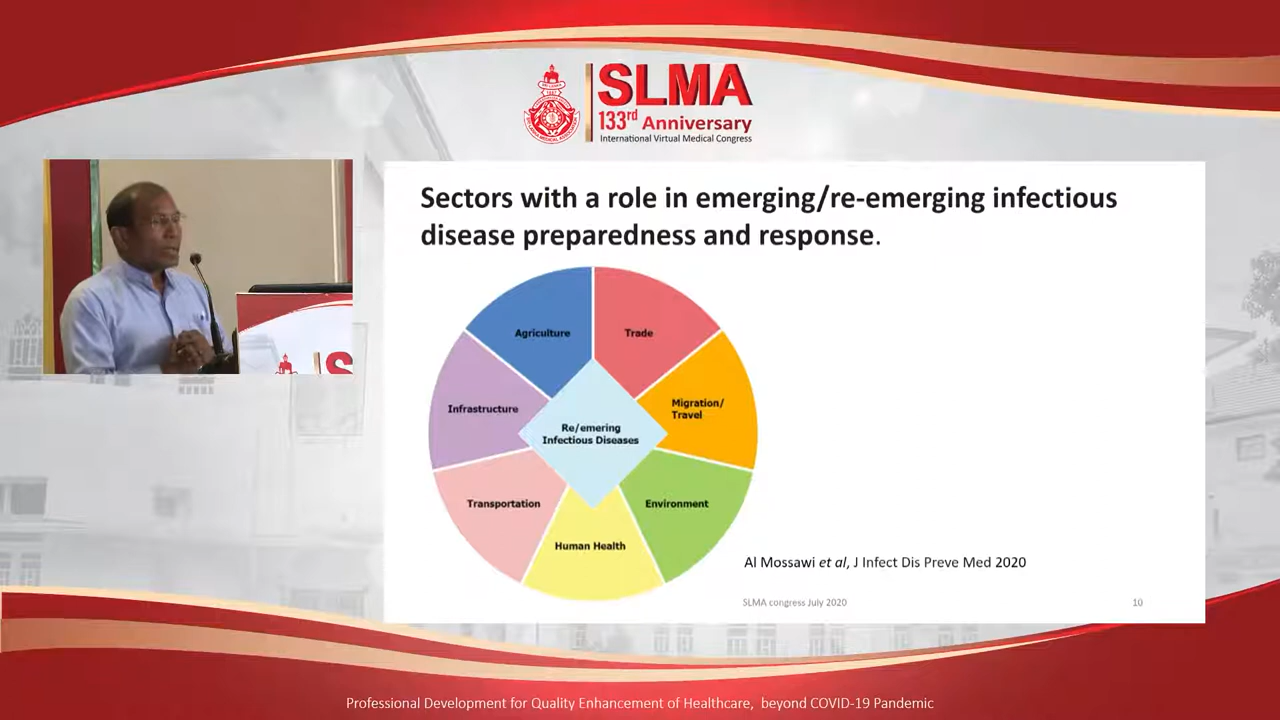 SLMA
133rd Anniversary
International Virtual Medical Congress
Sectors with a role in emerging/re-emerging infectious
disease preparedness and response.
Agriculture
Trade
Infrastructure
Migration/
Travel
Re/emering
Infectious Diseases
Transportation
Environment
Human Health
Al Mossawi et al, J Infect Dis Preve Med 2020
SLMA congress July 2020
10
Professional Development for Quality Enhancement of Healthcare, beyond COVID-19 Pandemic